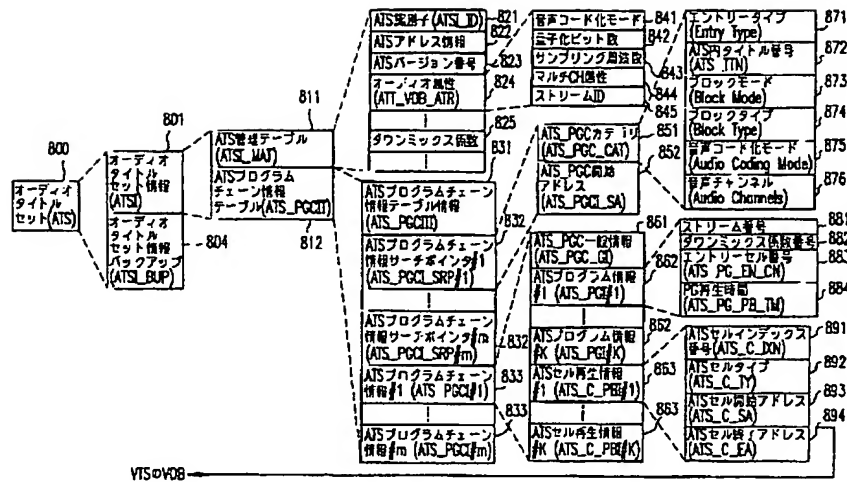 800
オーディオ
タイトル
セット(ATS)
801
オーディオ
タイトル
セット情報
(ATSI)
オーディオ
タイトル
セット情報
バックアップ
(ATSI_BUP)
804
811
ATS管理テーブル
(ATSI_MAT)
ATSプログラム
チェーン情報
テーブル(ATS_PGCIT)
812
ATS識別子(ATSI_ID)
821
ATSアドレス情報
822
ATSバージョン番号
823
オーディオ属性
(ATT_VOB_ATR)
824
ダウンミックス係数
825
831
ATSプログラムチェーン
情報テーブル情報
(ATS_PGCITI)
832
ATSプログラムチェーン
情報サーチポインタ#1
(ATS_PGCI_SRP#1)
ATSプログラムチェーン
情報サーチポインタ#m
(ATS_PGCI_SRP#m)
832
ATSプログラムチェーン
情報#1 (ATS_PGCI#1)
833
ATSプログラムチェーン
情報#m (ATS_PGCI#m)
833
音声コード化モード
841
量子化ビット数
842
サンプリング周波数
843
マルチCH属性
844
ストリームID
845
ATS_PGCカテゴリ
(ATS_PGC_CAT)
851
ATS_PGC開始
アドレス
(ATS_PGCI_SA)
852
861
ATS_PGC一般情報
(ATS_PGC_GI)
862
ATSプログラム情報
#1 (ATS_PGI#1)
ATSプログラム情報
#K (ATS_PGI#K)
862
ATSセル再生情報
#1 (ATS_C_PBI#1)
863
ATSセル再生情報
#K (ATS_C_PBI#K)
863
エントリータイプ
(Entry Type)
871
ATS内タイトル番号
(ATS_TTN)
872
ブロックモード
(Block Mode)
873
ブロックタイプ
(Block Type)
874
音声コード化モード
(Audio Coding Mode)
875
音声チャンネル
(Audio Channels)
876
ストリーム番号
881
ダウンミックス係数番号
882
エントリーセル番号
(ATS_PG_EN_CN)
883
PG再生時間
(ATS_PG_PB_TM)
884
ATSセルインデックス
番号(ATS_C_IXN)
891
ATSセルタイプ
(ATS_C_TY)
892
ATSセル開始アドレス
(ATS_C_SA)
893
ATSセル終了アドレス
(ATS_C_EA)
894
VTSのVOB